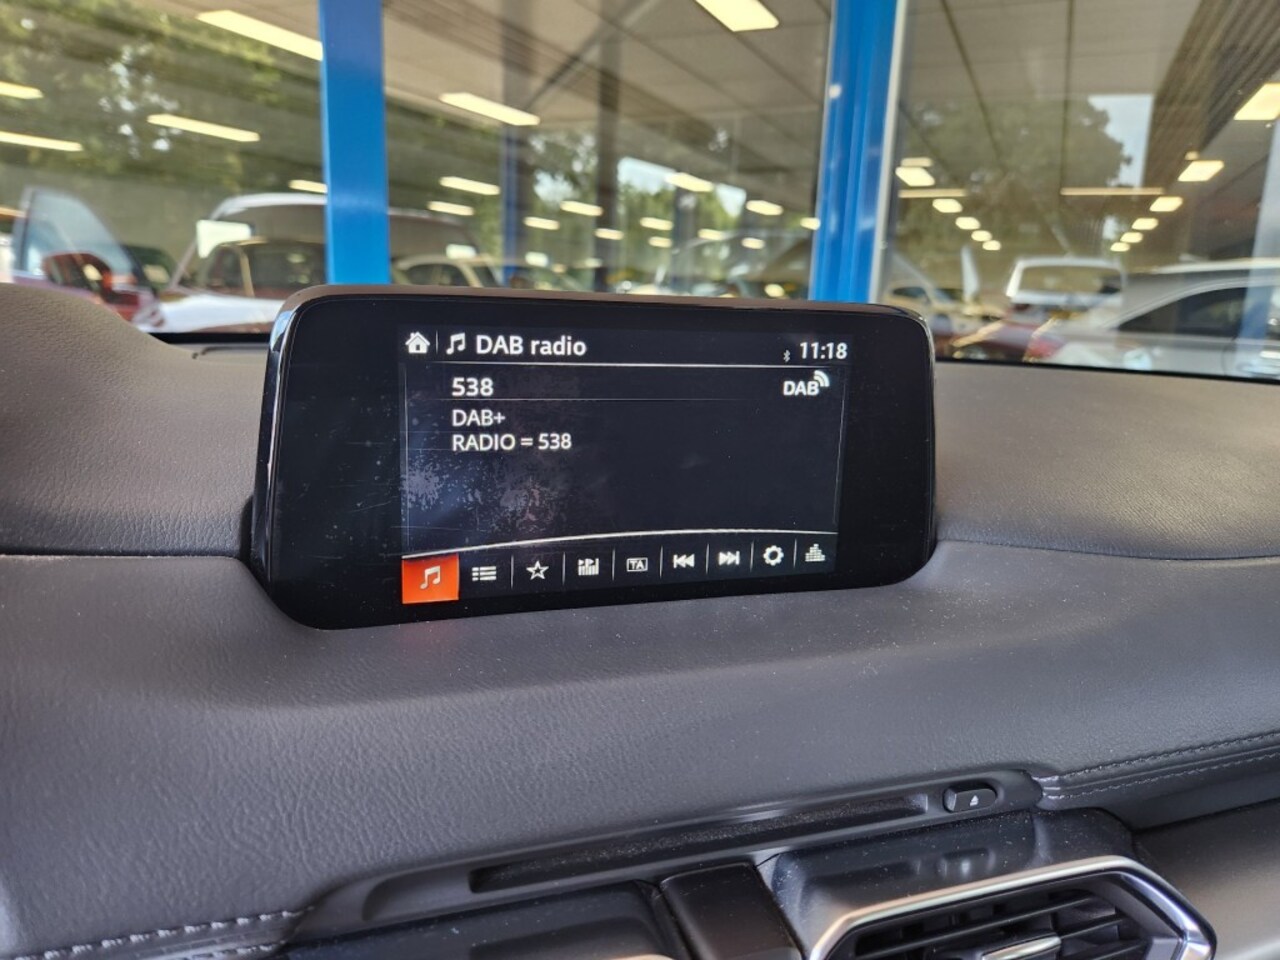 DAB radio
11:18
538
DAB
DAB+
RADIO = 538
TA